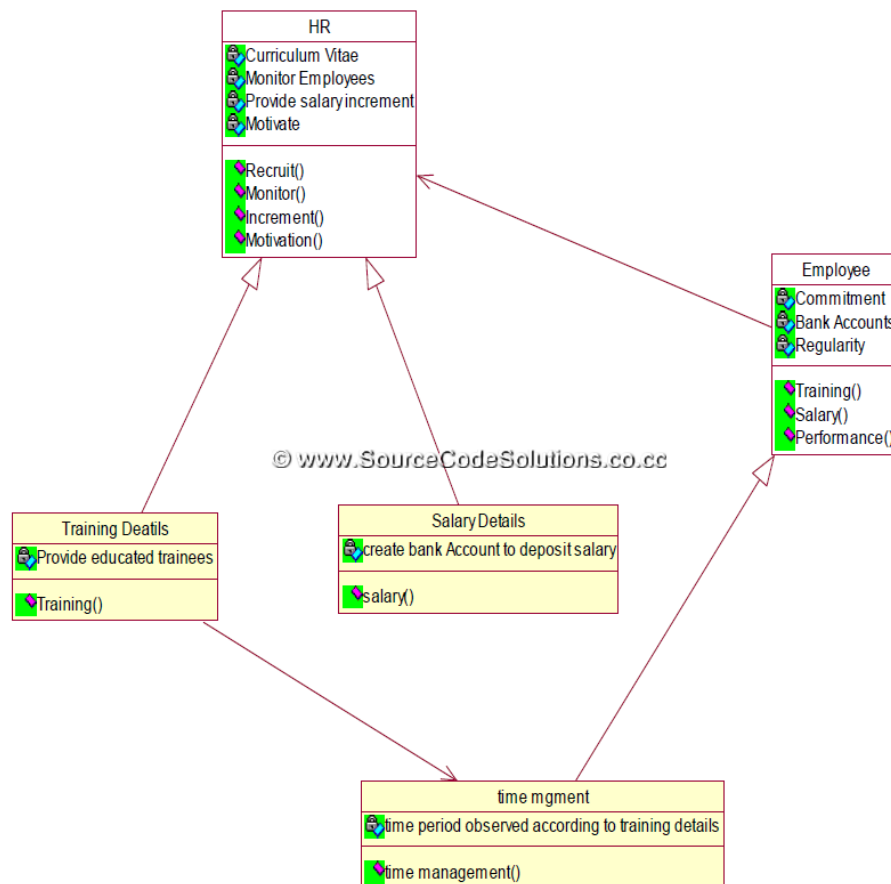 HR
Curriculum Vitae
Monitor Employees
Provide salary increment
Motivate
Recruit()
Monitor()
Increment()
Motivation()
Employee
Commitment
Bank Accounts
Regularity
Training()
Salary()
Performance()
© www.SourceCodeSolutions.co.cc
Training Deatils
Provide educated trainees
Training()
Salary Details
create bank Account to deposit salary
salary()
time mgment
time period observed according to training details
time management()